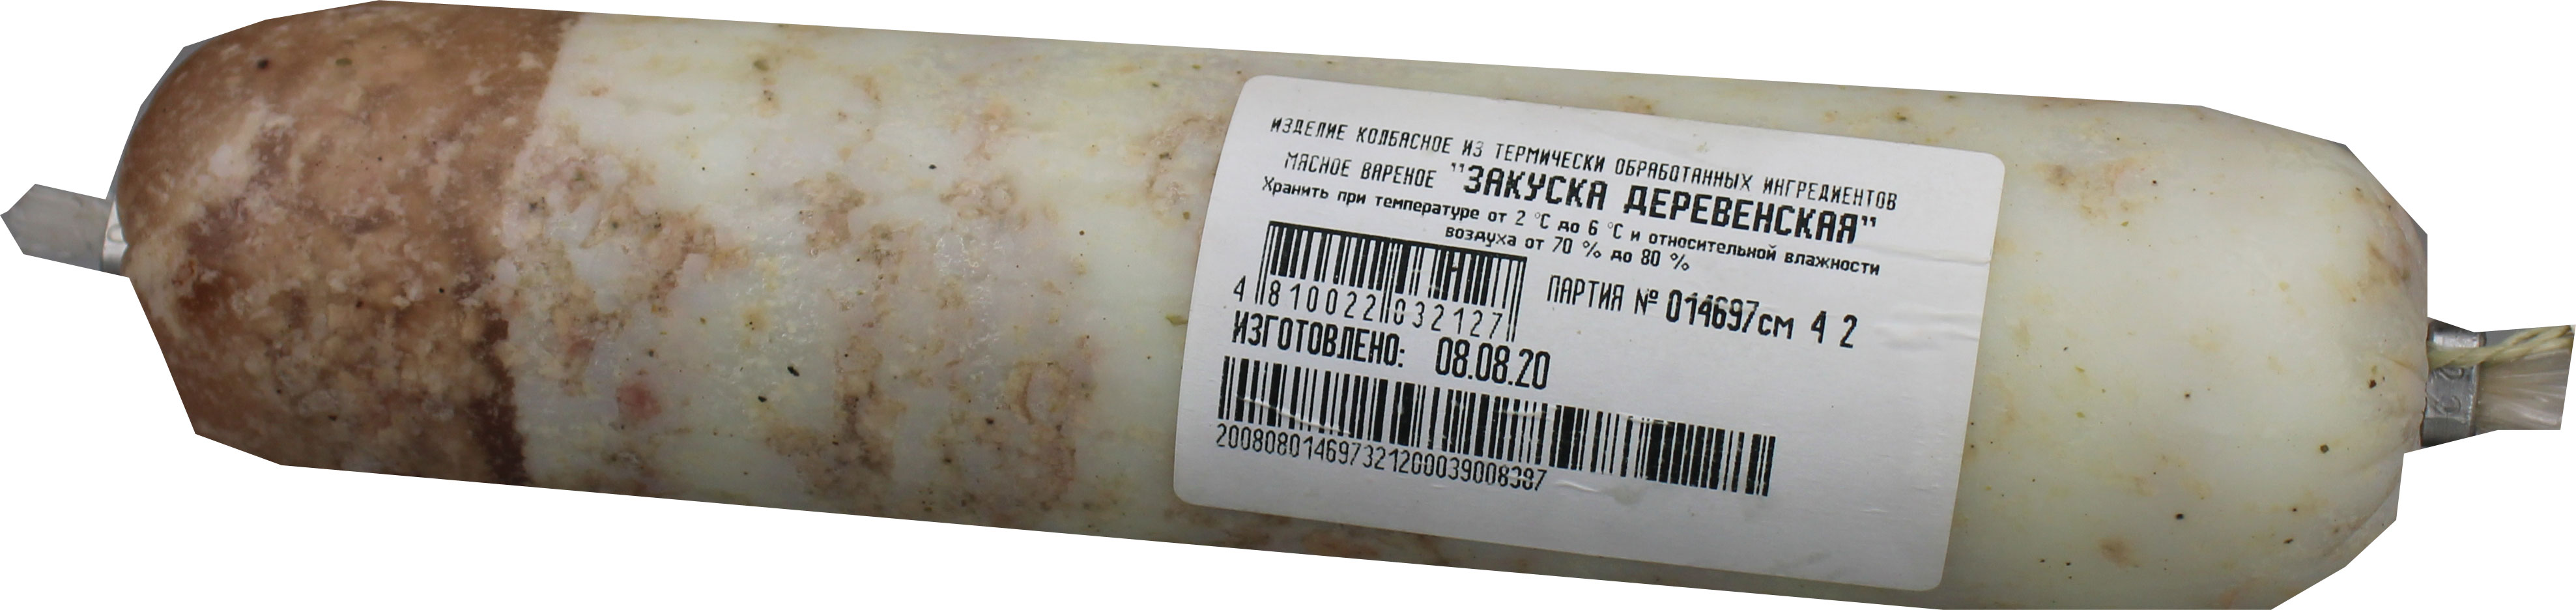 ИЗДЕЛИЕ КОЛБАСНОЕ ИЗ ТЕРМИЧЕСКИ ОБРАБОТАННЫХ ИНГРЕДИЕНТОВ
МЯСНОЕ ВАРЕНОЕ "ЗАКУСКА ДЕРЕВЕНСКАЯ"
Хранить при температуре от 2 °С до 6 °С и относительной влажности
воздуха от 70 % до 80 %
4 810022 032127
ПАРТИЯ № 014697см 4 2
ИЗГОТОВЛЕНО: 08.08.20
200808014697321200039008397